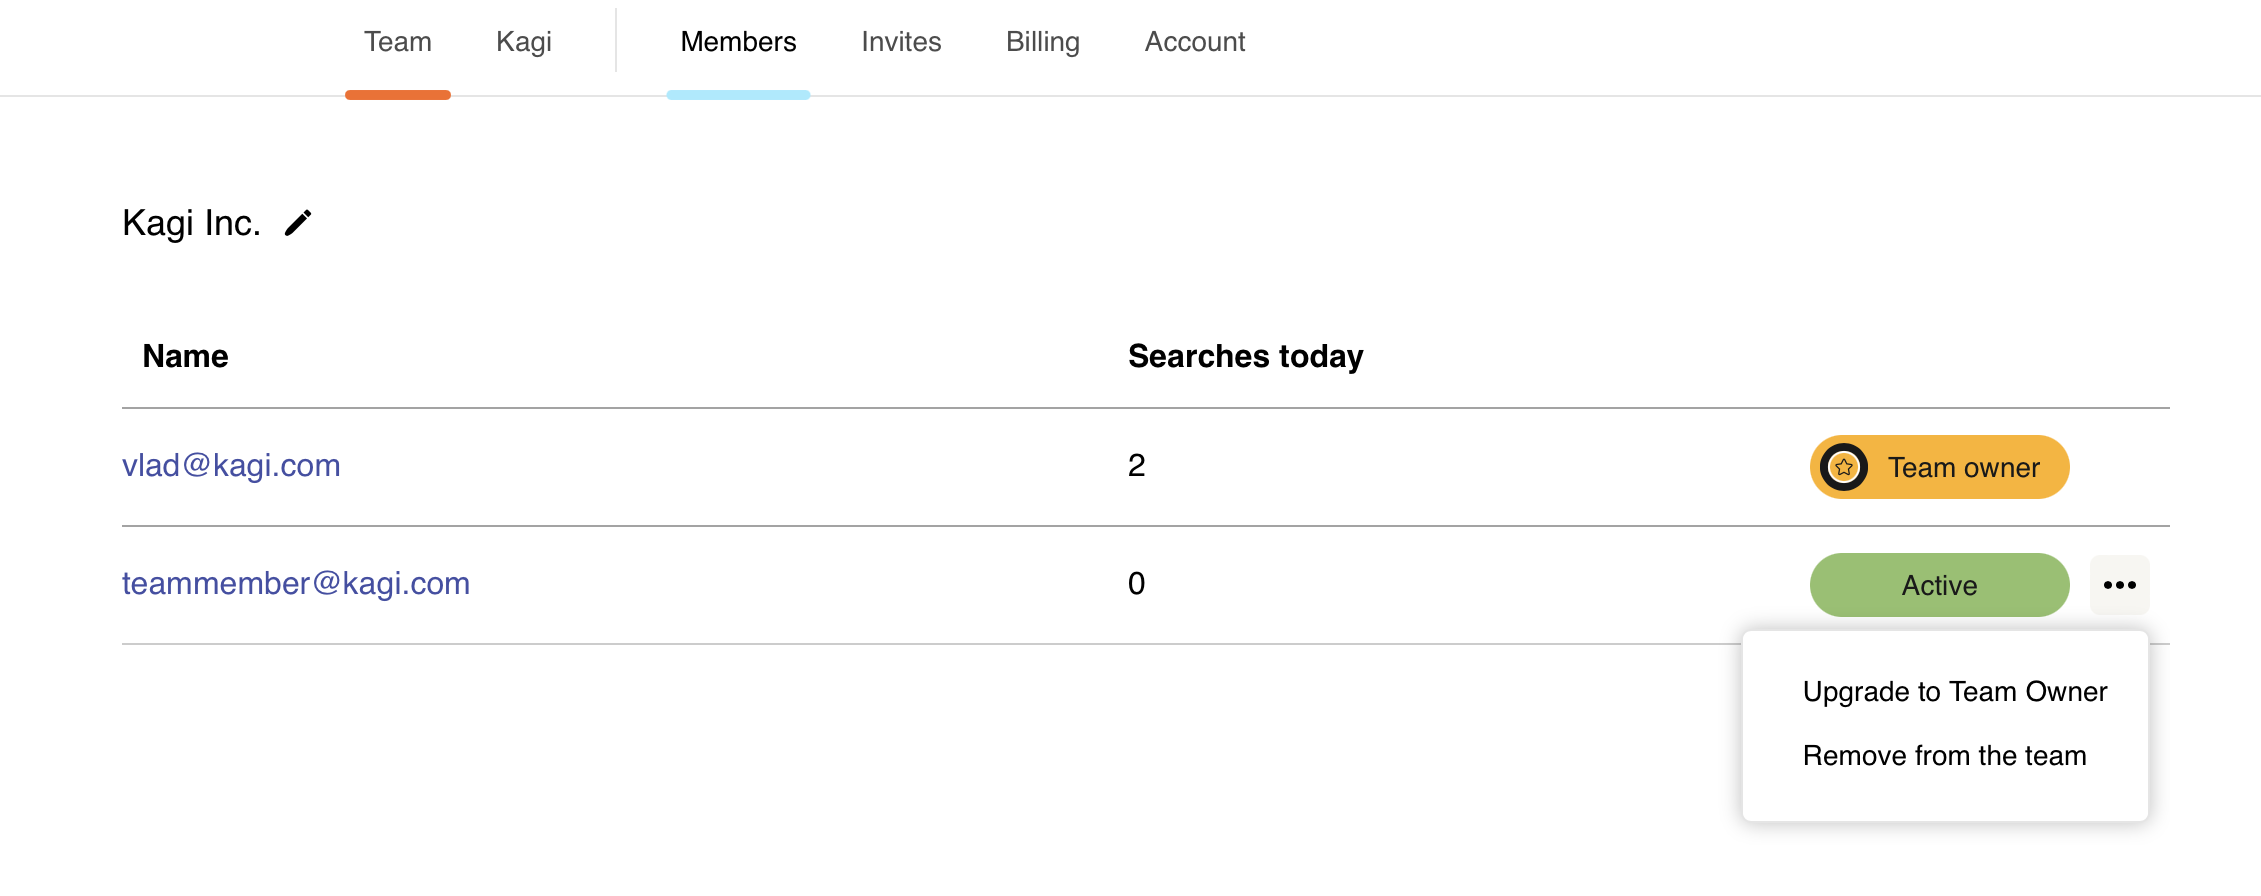 Team Kagi Members Invites Billing Account
Kagi Inc.
Name Searches today
vlad@kagi.com 2 Team owner
teammember@kagi.com 0 Active
Upgrade to Team Owner
Remove from the team